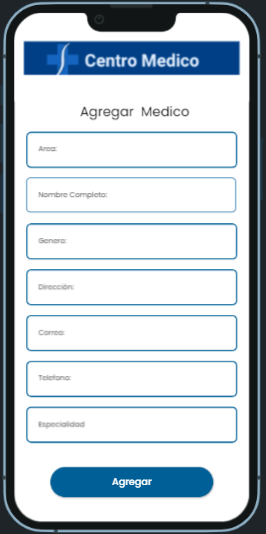 Centro Medico
Agregar Medico
Area:
Nombre Completo:
Genero:
Dirección:
Correo:
Telefono:
Especialidad
Agregar